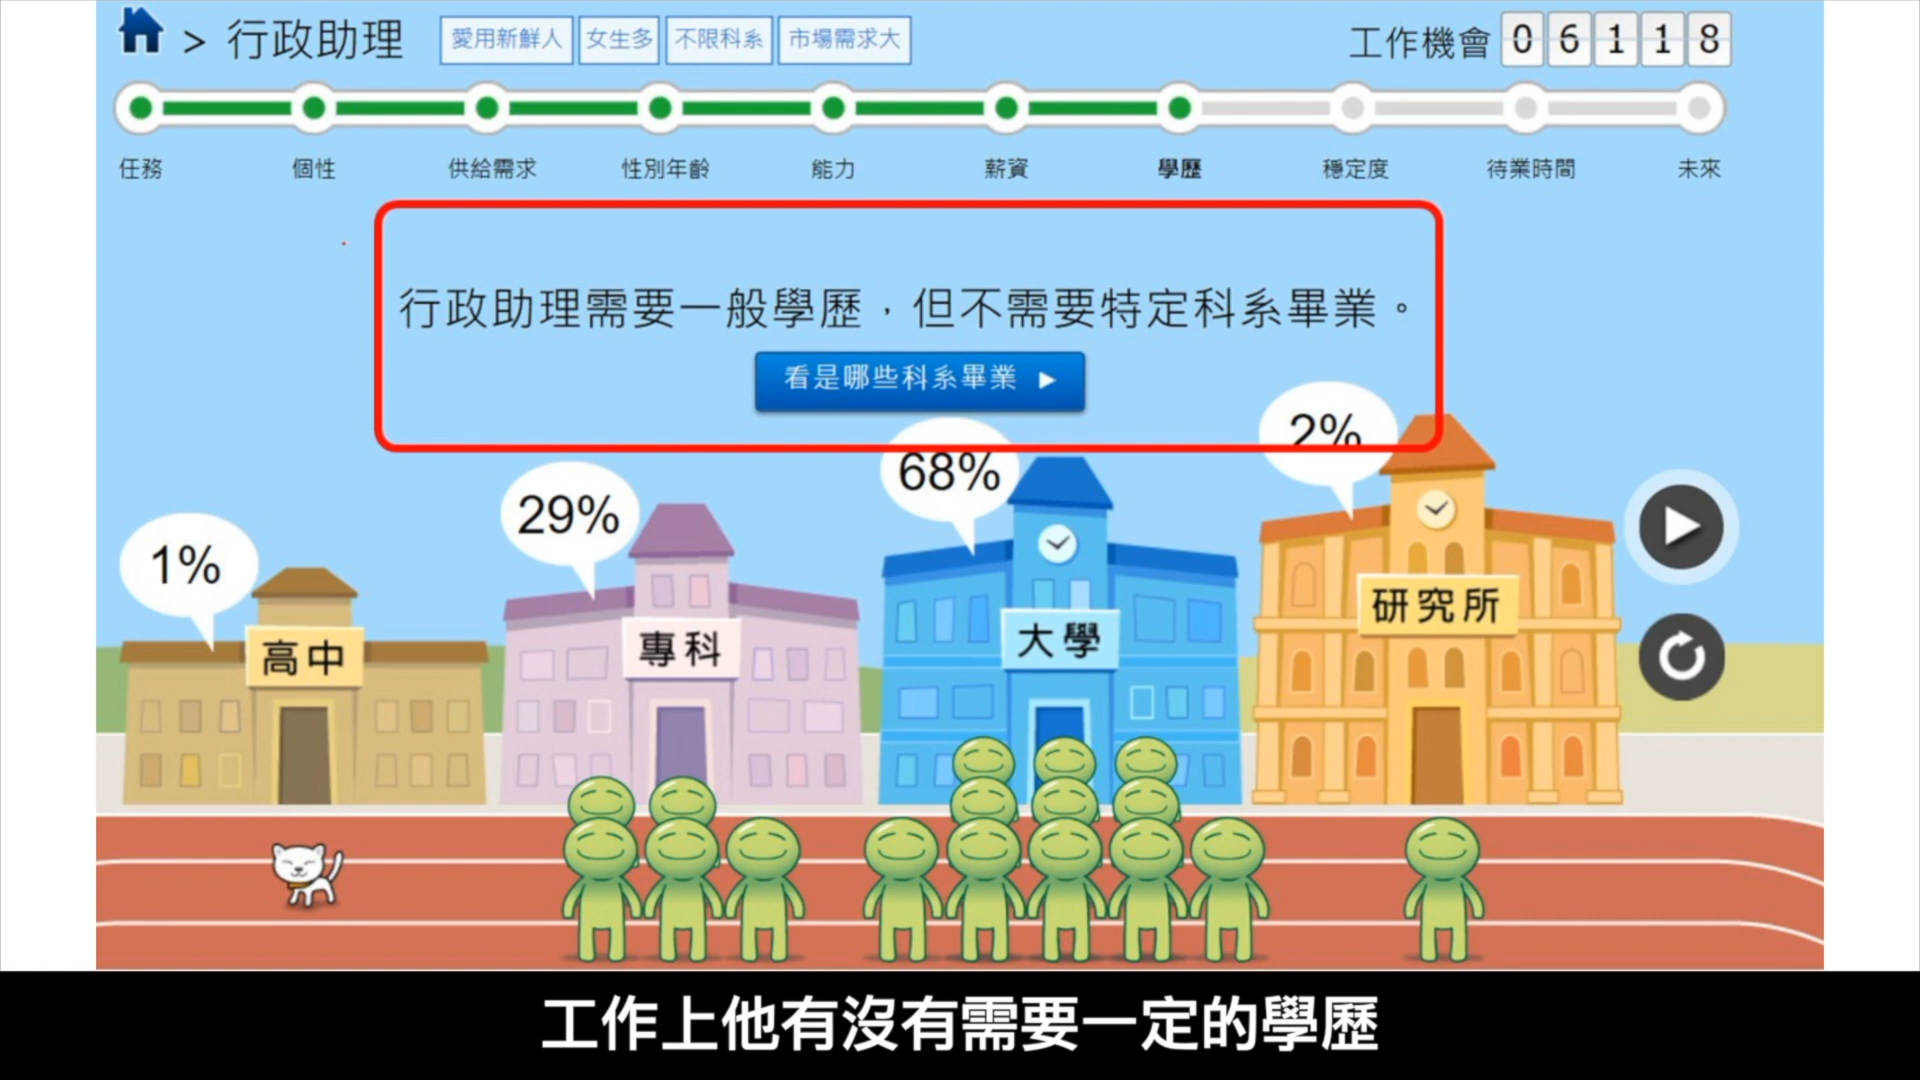 > 行政助理 愛用新鮮人 女生多 不限科系 市場需求大 工作機會 06118
任務 個性 供給需求 性別年齡 能力 薪資 學歷 穩定度 待業時間 未來
行政助理需要一般學歷，但不需要特定科系畢業。
看是哪些科系畢業 ▶
1% 29% 68% 2%
高中 專科 大學 研究所
工作上他有沒有需要一定的學歷